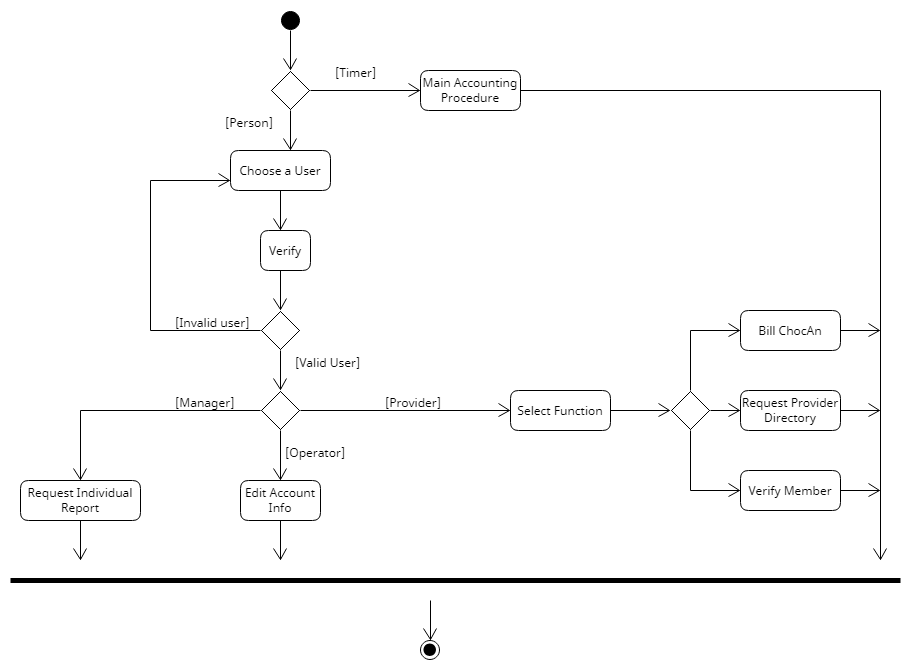 [Timer]
Main Accounting
Procedure
[Person]
Choose a User
Verify
[Invalid user]
Bill ChocAn
[Valid User]
[Manager]
[Provider]
Select Function
Request Provider
Directory
[Operator]
Request Individual
Report
Edit Account
Info
Verify Member